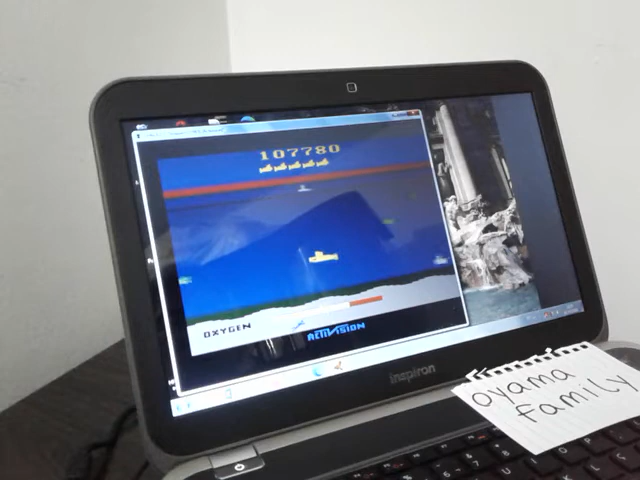 107780
OXYGEN
ACTIVISION
inspiron
oyama
family